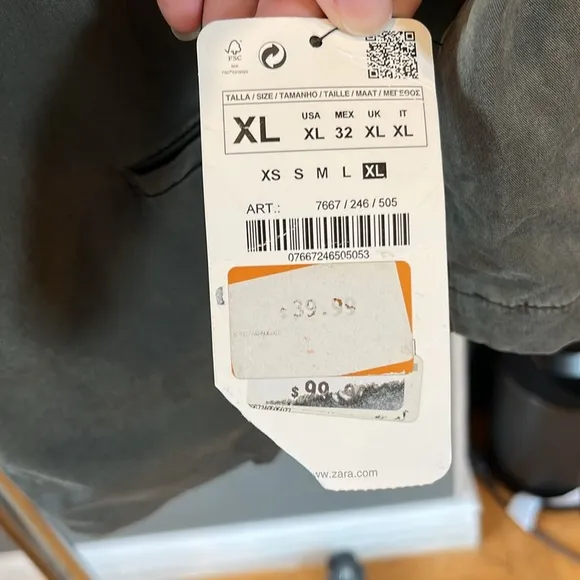 FSC
TALLA / SIZE / TAMANHO / TAILLE / MAAT / ΜΕΓΕΘΟΣ
USA MEX UK IT
XL XL 32 XL XL
XS S M L XL
ART.: 7667 / 246 / 505
07667246505053
$39.99
$99.9
w.zara.com